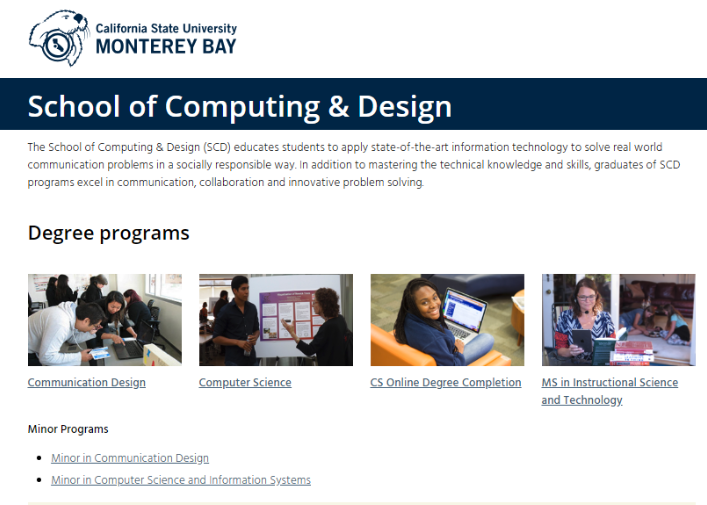 California State University
MONTEREY BAY
School of Computing & Design
The School of Computing & Design (SCD) educates students to apply state-of-the-art information technology to solve real world
communication problems in a socially responsible way. In addition to mastering the technical knowledge and skills, graduates of SCD
programs excel in communication, collaboration and innovative problem solving.
Degree programs
Communication Design
Computer Science
CS Online Degree Completion
MS in Instructional Science
and Technology
Minor Programs
Minor in Communication Design
Minor in Computer Science and Information Systems